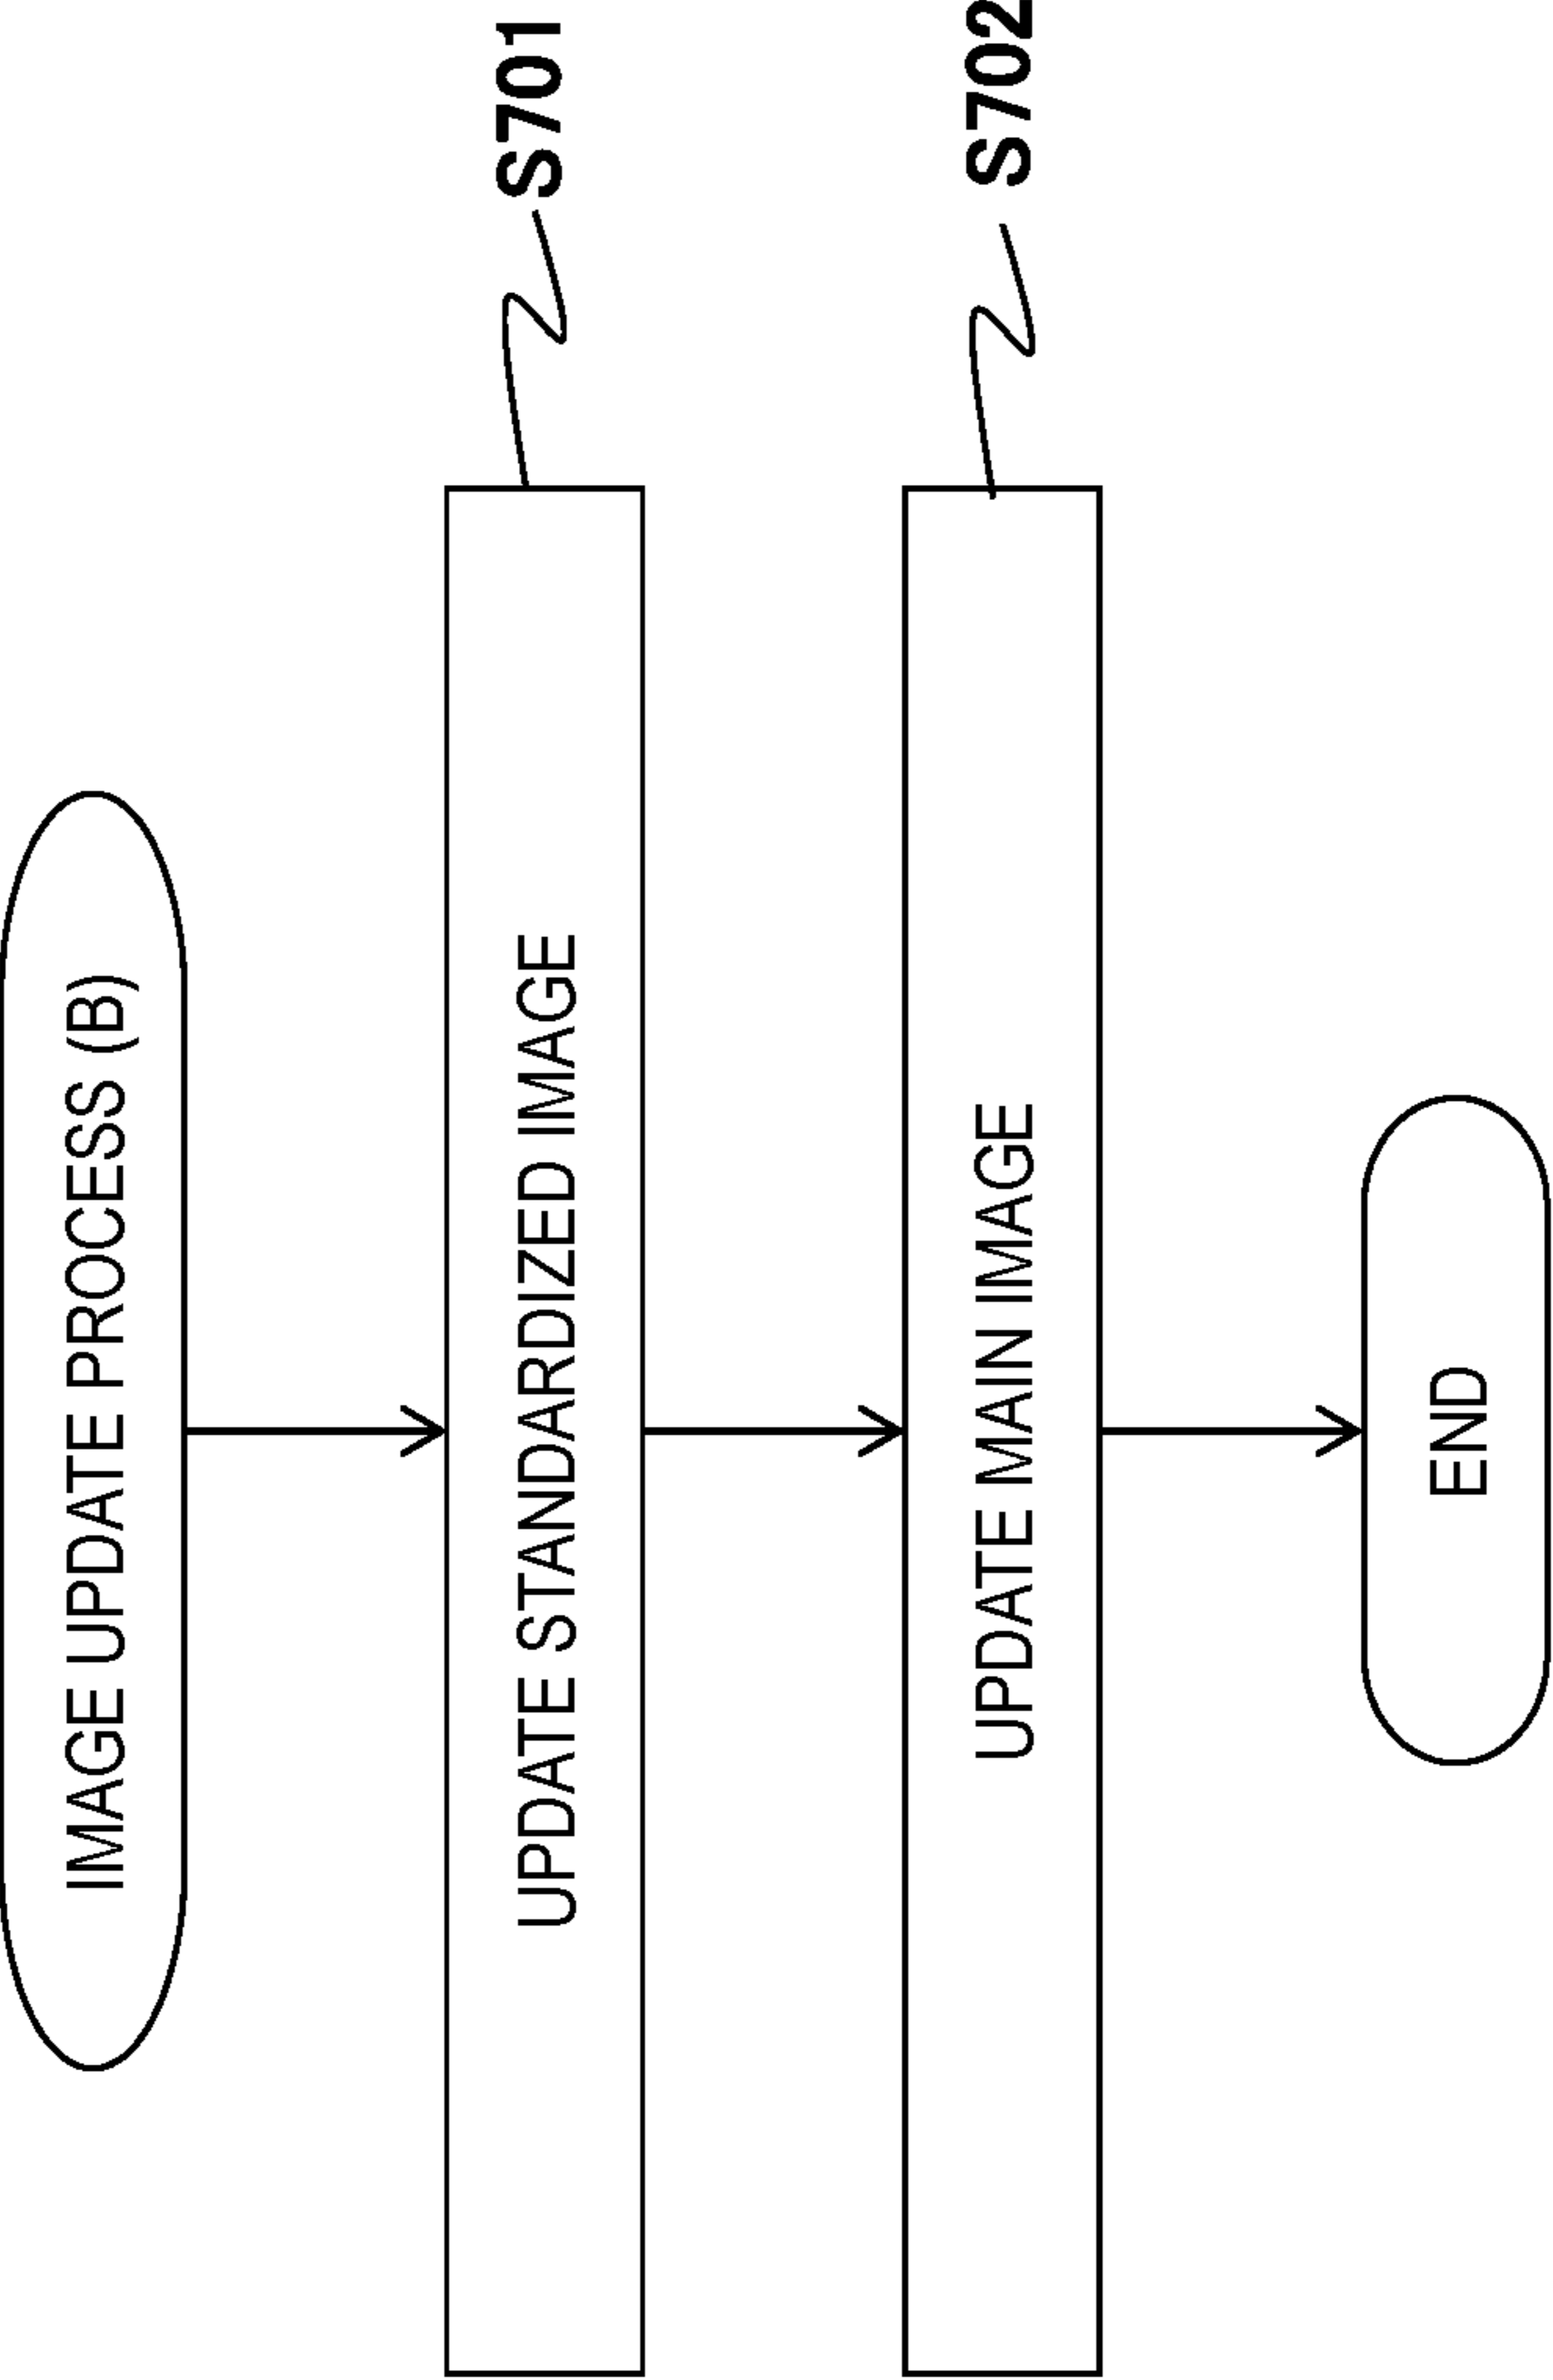 IMAGE UPDATE PROCESS (B)
UPDATE STANDARDIZED IMAGE
S701
UPDATE MAIN IMAGE
S702
END